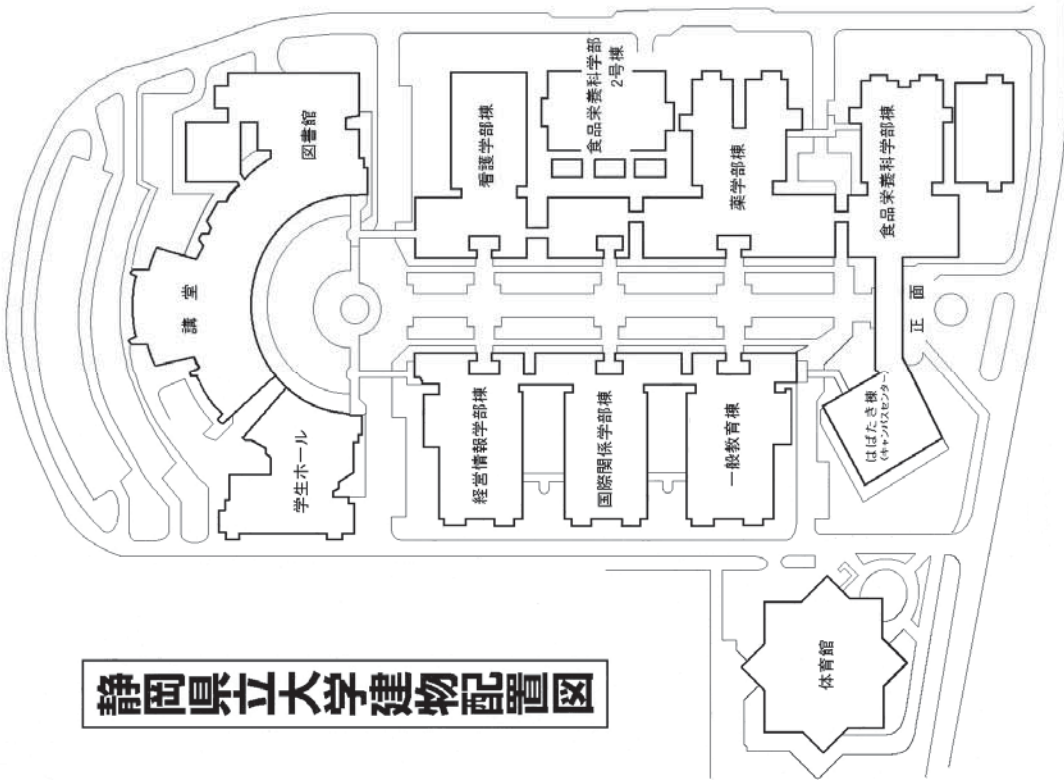 静岡県立大学建物配置図
図書館
講堂
学生ホール
看護学部棟
食品栄養科学部
2号棟
薬学部棟
食品栄養科学部棟
経営情報学部棟
国際関係学部棟
一般教育棟
はばたき棟
(キャンパスセンター)
正面
体育館